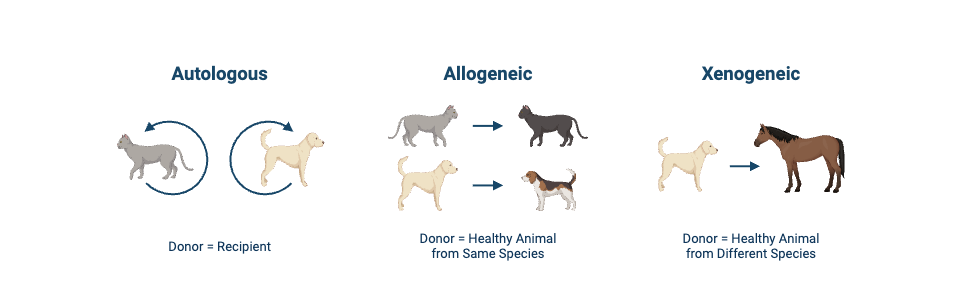 Autologous
Allogeneic
Xenogeneic
Donor = Recipient
Donor = Healthy Animal
from Same Species
Donor = Healthy Animal
from Different Species